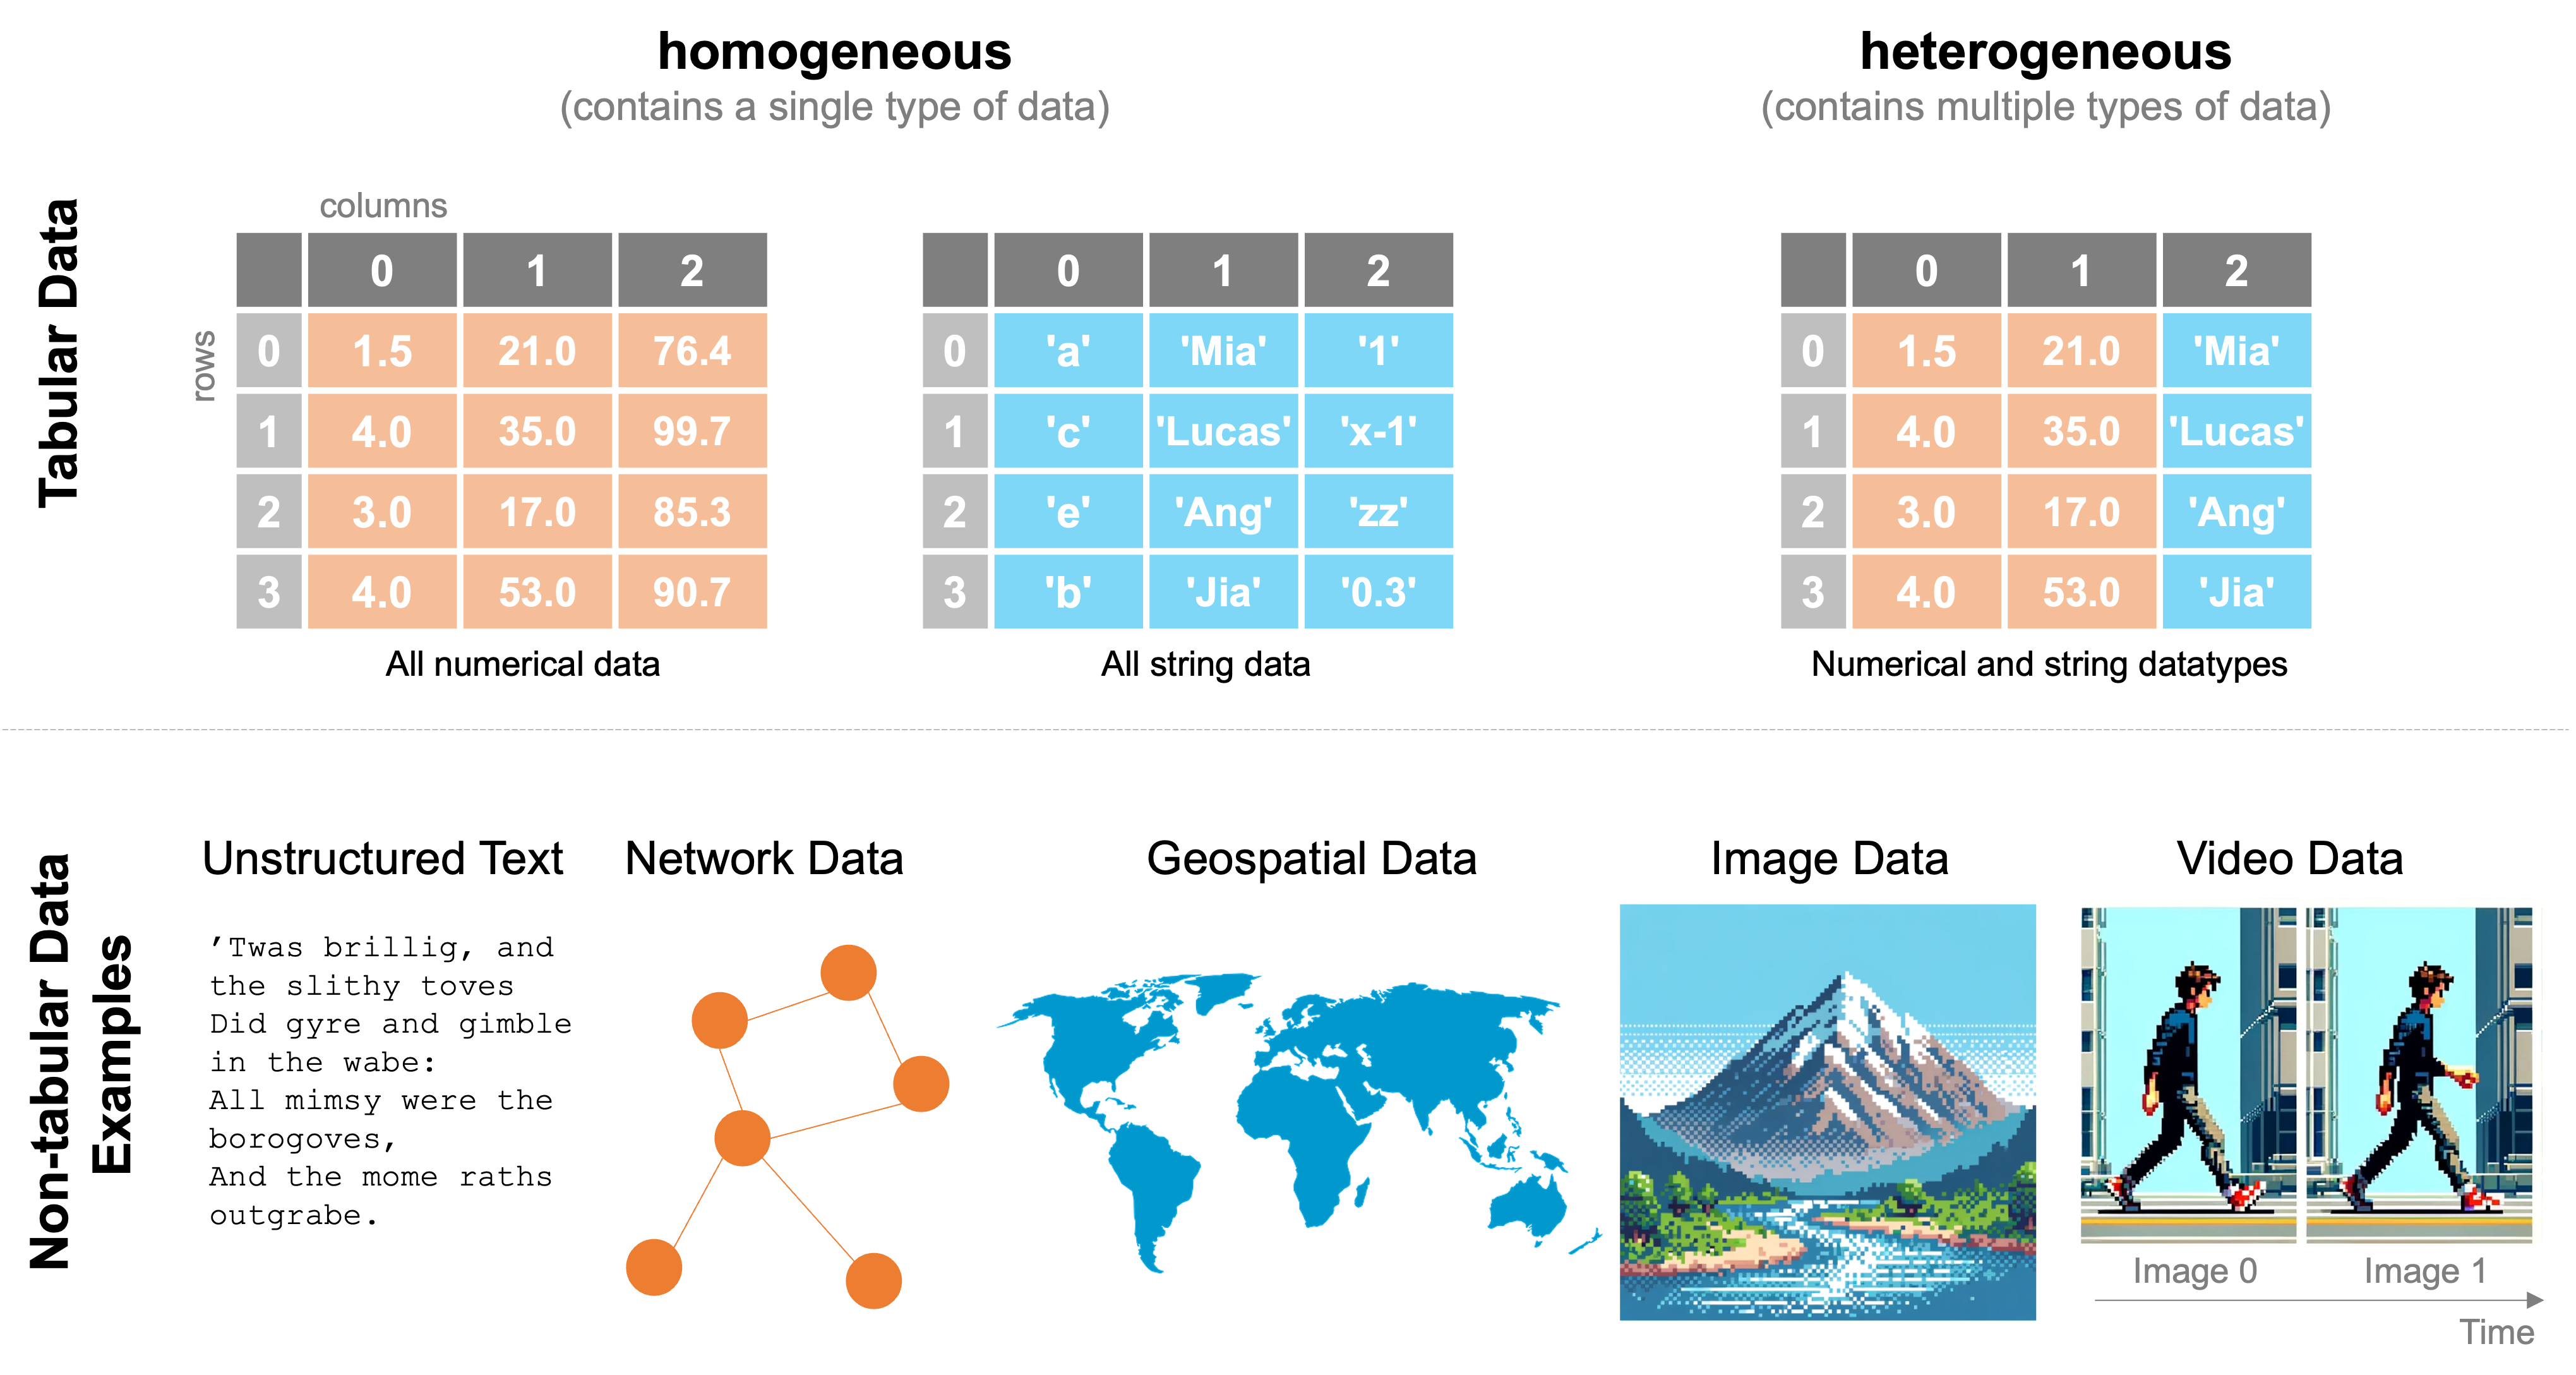 homogeneous
(contains a single type of data)
heterogeneous
(contains multiple types of data)
Tabular Data
columns
rows
0 1 2
0 1.5 21.0 76.4
1 4.0 35.0 99.7
2 3.0 17.0 85.3
3 4.0 53.0 90.7
All numerical data
0 1 2
0 'a' 'Mia' '1'
1 'c' 'Lucas' 'x-1'
2 'e' 'Ang' 'zz'
3 'b' 'Jia' '0.3'
All string data
0 1 2
0 1.5 21.0 'Mia'
1 4.0 35.0 'Lucas'
2 3.0 17.0 'Ang'
3 4.0 53.0 'Jia'
Numerical and string datatypes
Non-tabular Data
Examples
Unstructured Text
’Twas brillig, and
the slithy toves
Did gyre and gimble
in the wabe:
All mimsy were the
borogoves,
And the mome raths
outgrabe.
Network Data
Geospatial Data
Image Data
Video Data
Image 0
Image 1
Time